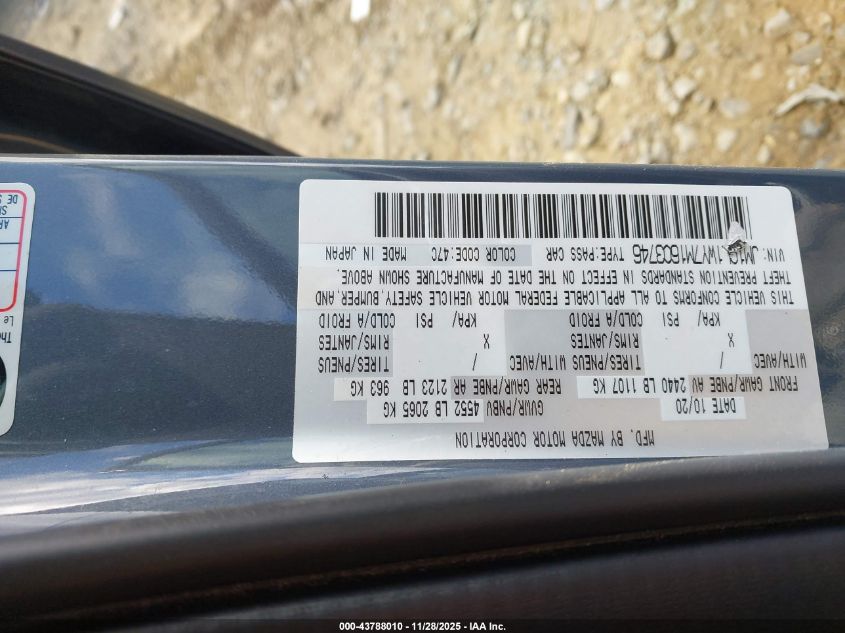 MFD. BY MAZDA MOTOR CORPORATION
DATE 10/20 GVWR/PNBV 4552 LB 2065 KG
FRONT GAWR/PNBE AV 2440 LB 1107 KG REAR GAWR/PNBE AR 2123 LB 963 KG
WITH/AVEC TIRES/PNEUS / WITH/AVEC TIRES/PNEUS /
X RIMS/JANTES X RIMS/JANTES
KPA/ PSI COLD/A FROID KPA/ PSI COLD/A FROID
THIS VEHICLE CONFORMS TO ALL APPLICABLE FEDERAL MOTOR VEHICLE SAFETY,BUMPER,AND
THEFT PREVENTION STANDARDS IN EFFECT ON THE DATE OF MANUFACTURE SHOWN ABOVE.
VIN: JM1GL1WY7M1603746 TYPE:PASS CAR COLOR CODE:47C MADE IN JAPAN
000-43788010 — 11/28/2025 — IAA Inc.